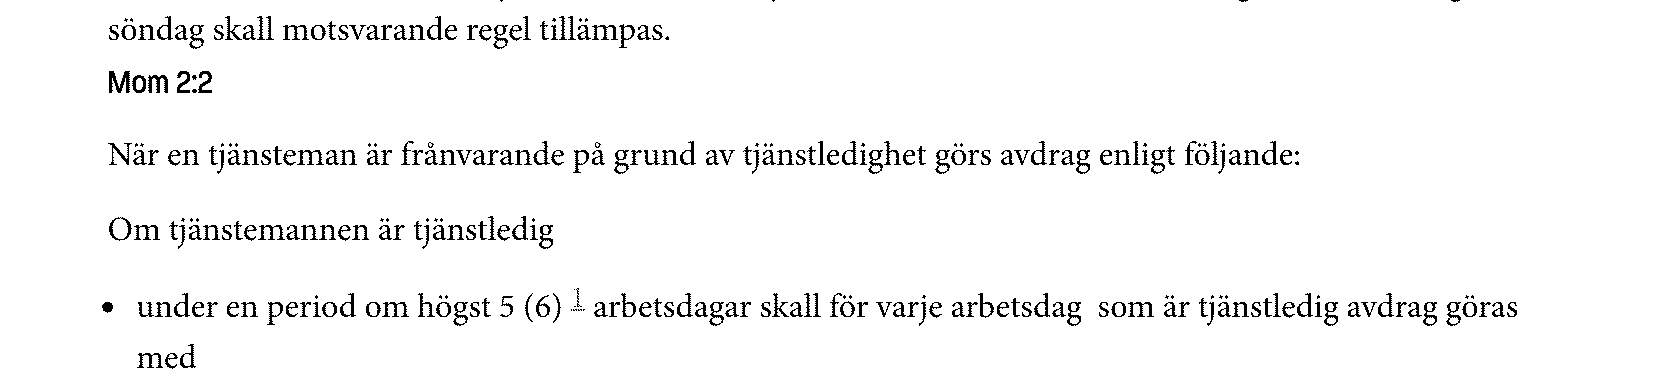 söndag skall motsvarande regel tillämpas.
Mom 2:2
När en tjänsteman är frånvarande på grund av tjänstledighet görs avdrag enligt följande:
Om tjänstemannen är tjänstledig
• under en period om högst 5 (6) 1 arbetsdagar skall för varje arbetsdag som är tjänstledig avdrag göras
med